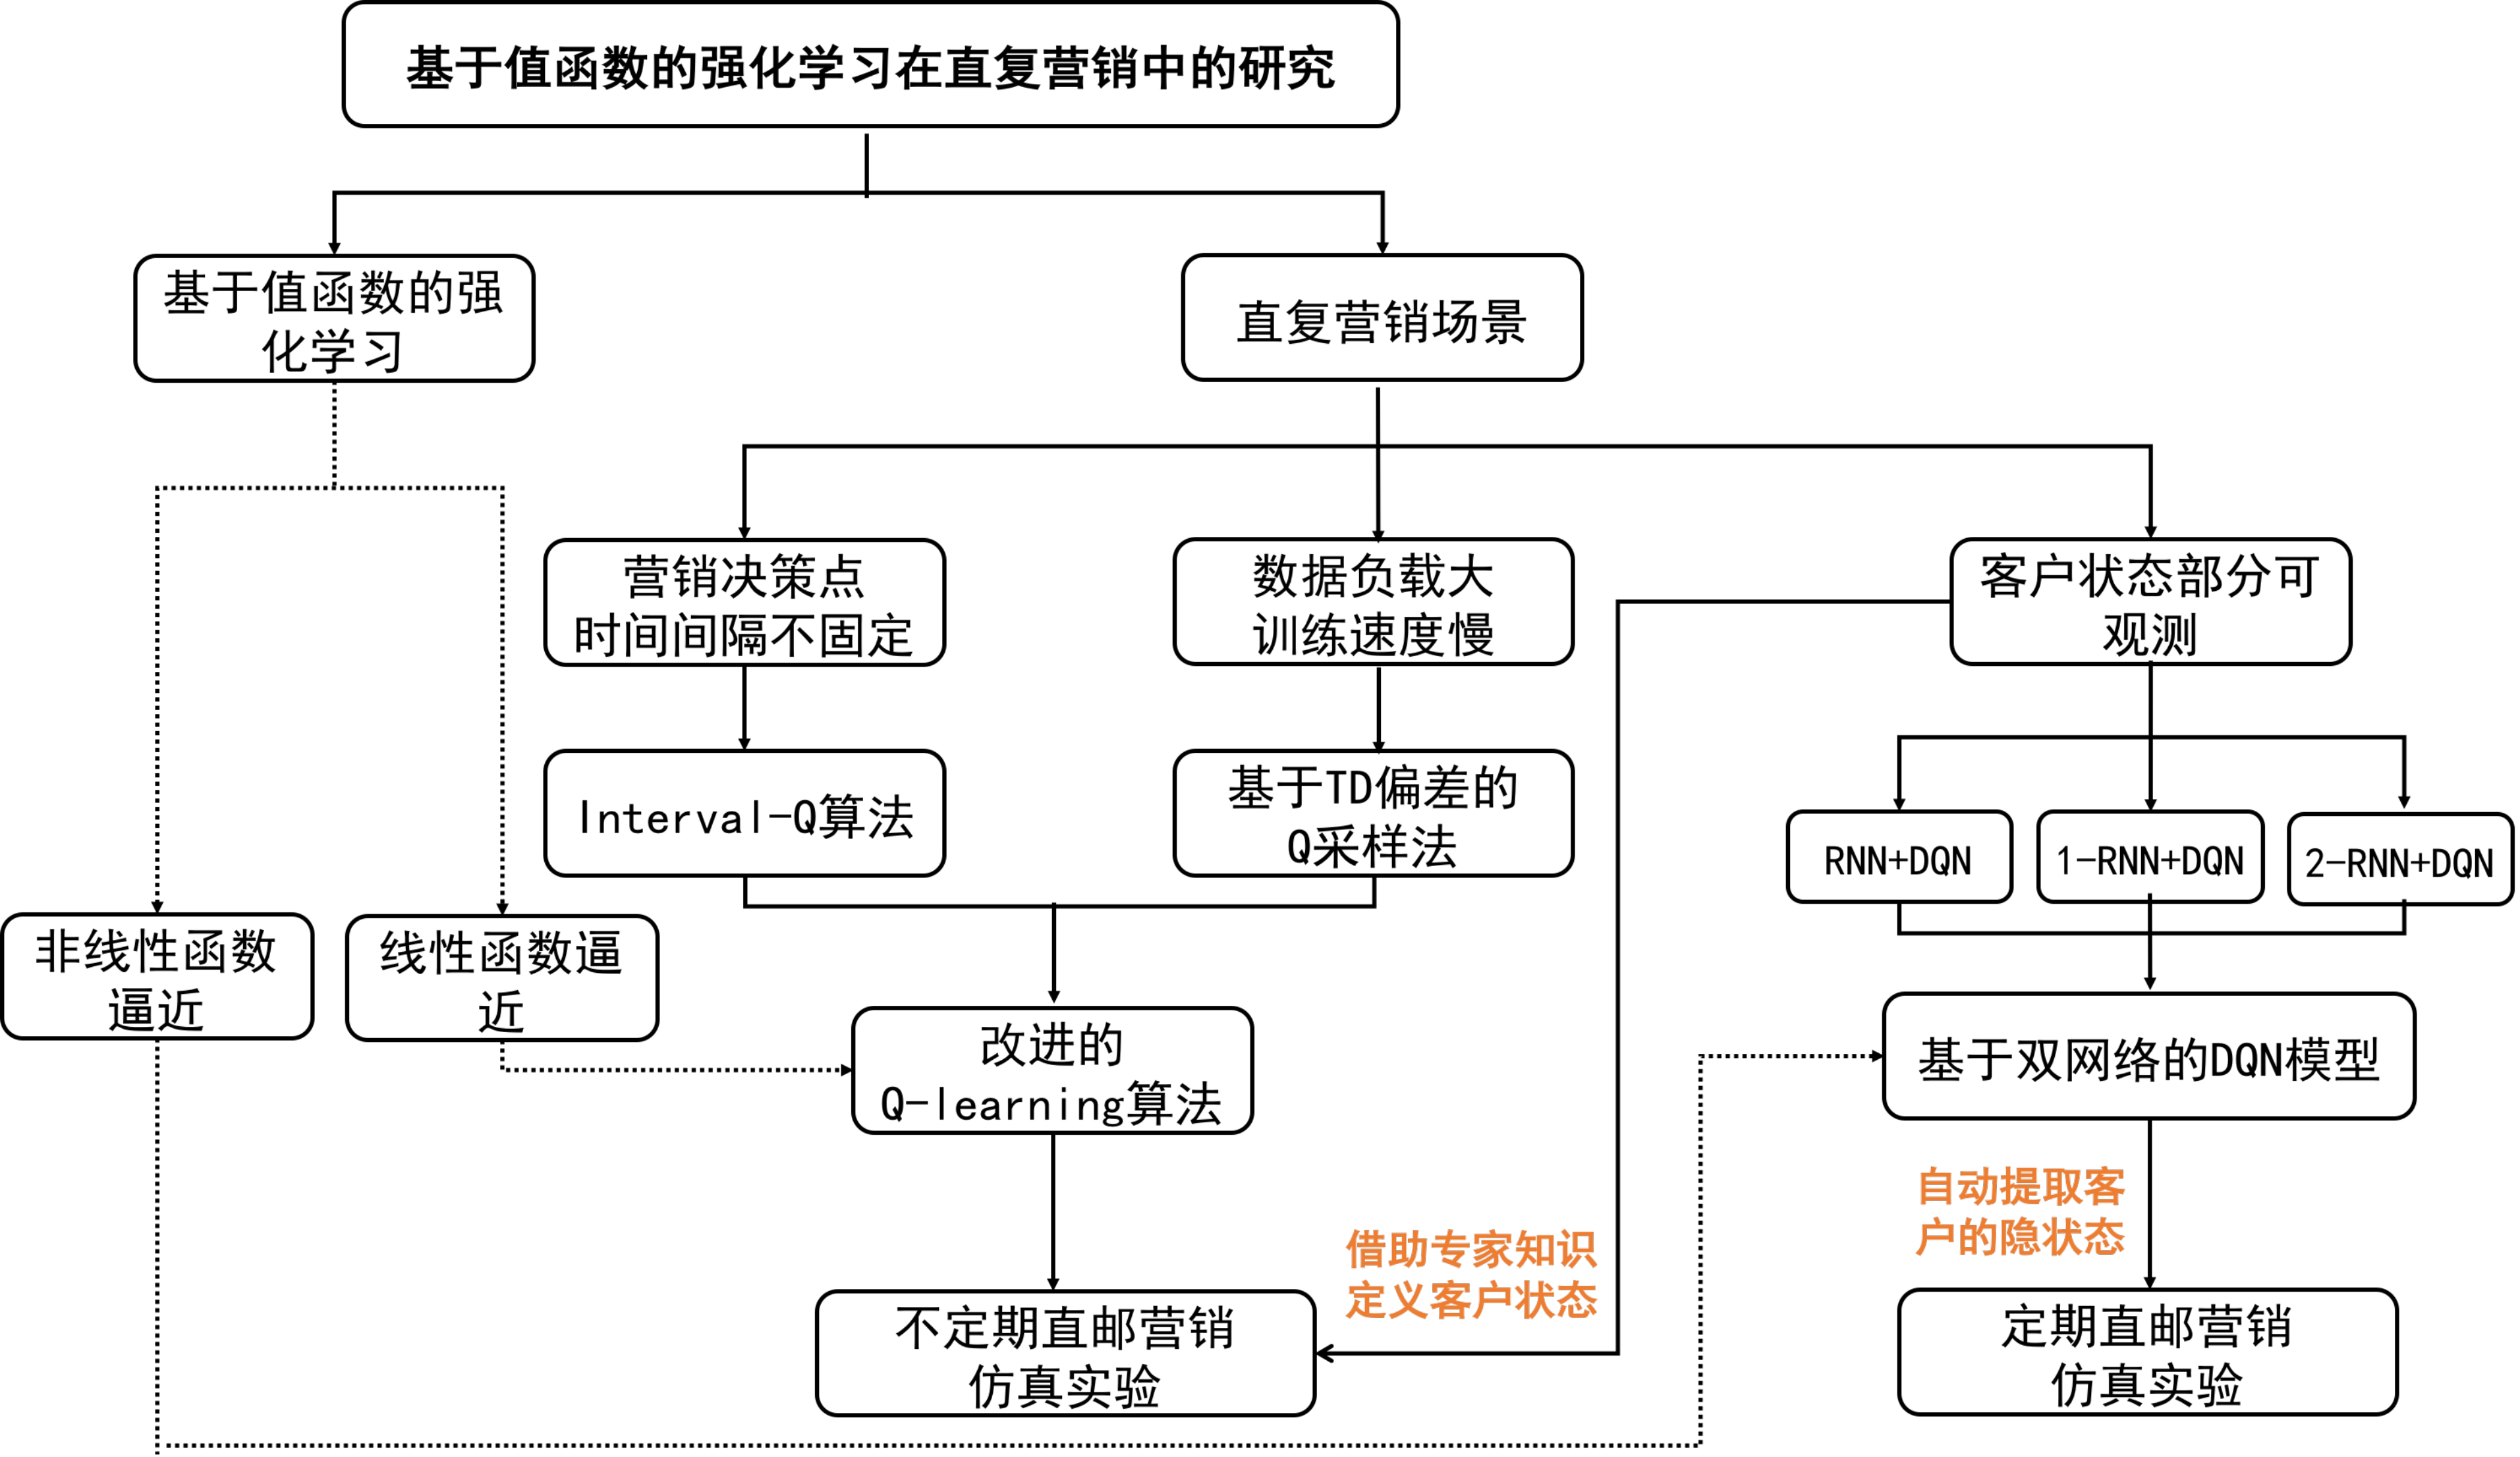 基于值函数的强化学习在直复营销中的研究
基于值函数的强
化学习
直复营销场景
营销决策点
时间间隔不固定
数据负载大
训练速度慢
客户状态部分可
观测
Interval-Q算法
基于TD偏差的
Q采样法
RNN+DQN
1-RNN+DQN
2-RNN+DQN
非线性函数
逼近
线性函数逼
近
改进的
Q-learning算法
基于双网络的DQN模型
借助专家知识
定义客户状态
自动提取客
户的隐状态
不定期直邮营销
仿真实验
定期直邮营销
仿真实验